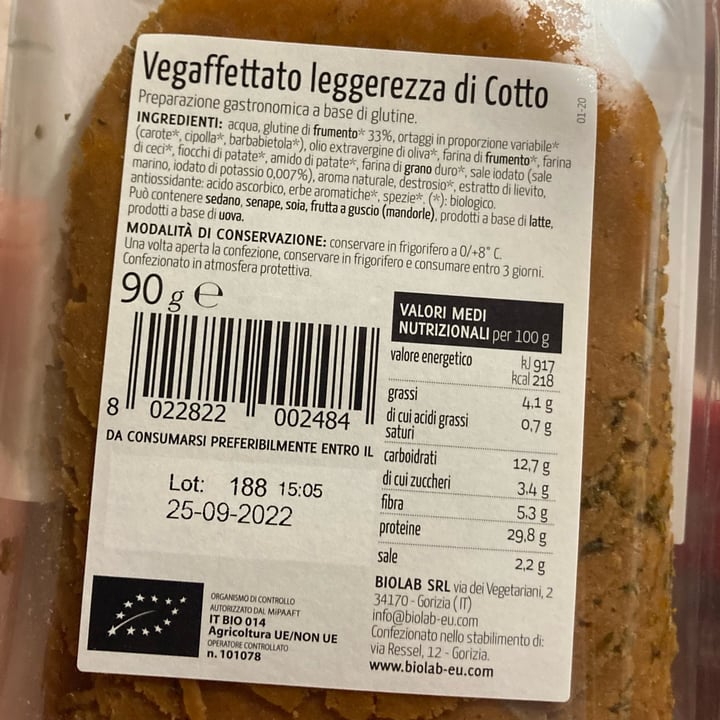 Vegaffettato leggerezza di Cotto
Preparazione gastronomica a base di glutine.
INGREDIENTI: acqua, glutine di frumento* 33%, ortaggi in proporzione variabile*
(carote*, cipolla*, barbabietola*), olio extravergine di oliva*, farina di frumento*, farina
di ceci*, fiocchi di patate*, amido di patate*, farina di grano duro*, sale iodato (sale
marino, iodato di potassio 0,007%), aroma naturale, destrosio*, estratto di lievito,
antiossidante: acido ascorbico, erbe aromatiche*, spezie*, (*): biologico.
Può contenere sedano, senape, soia, frutta a guscio (mandorle), prodotti a base di latte,
prodotti a base di uova.
MODALITÀ DI CONSERVAZIONE: conservare in frigorifero a 0/+8° C.
Una volta aperta la confezione, conservare in frigorifero e consumare entro 3 giorni.
Confezionato in atmosfera protettiva.
01-20
90 g e
8 022822 002484
DA CONSUMARSI PREFERIBILMENTE ENTRO IL
Lot: 188 15:05
25-09-2022
VALORI MEDI
NUTRIZIONALI per 100 g
valore energetico kJ 917
kcal 218
grassi 4,1 g
di cui acidi grassi
saturi 0,7 g
carboidrati 12,7 g
di cui zuccheri 3,4 g
fibra 5,3 g
proteine 29,8 g
sale 2,2 g
ORGANISMO DI CONTROLLO
AUTORIZZATO DAL MiPAAFT
IT BIO 014
Agricoltura UE/NON UE
OPERATORE CONTROLLATO
n. 101078
BIOLAB SRL via dei Vegetariani, 2
34170 - Gorizia (IT)
info@biolab-eu.com
Confezionato nello stabilimento di:
via Ressel, 12 - Gorizia.
www.biolab-eu.com